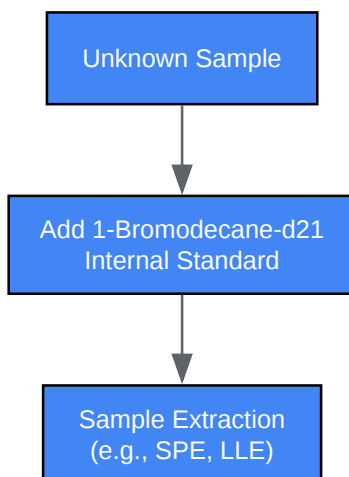 Unknown Sample
Add 1-Bromodecane-d21
Internal Standard
Sample Extraction
(e.g., SPE, LLE)